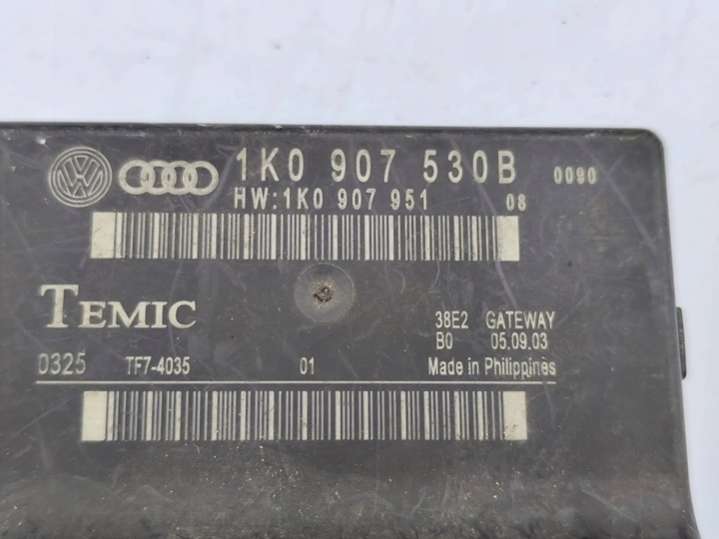 1K0 907 530B 0090
HW:1K0 907 951 08
TEMIC
38E2 GATEWAY
B0 05.09.03
0325 TF7-4035 01 Made in Philippines